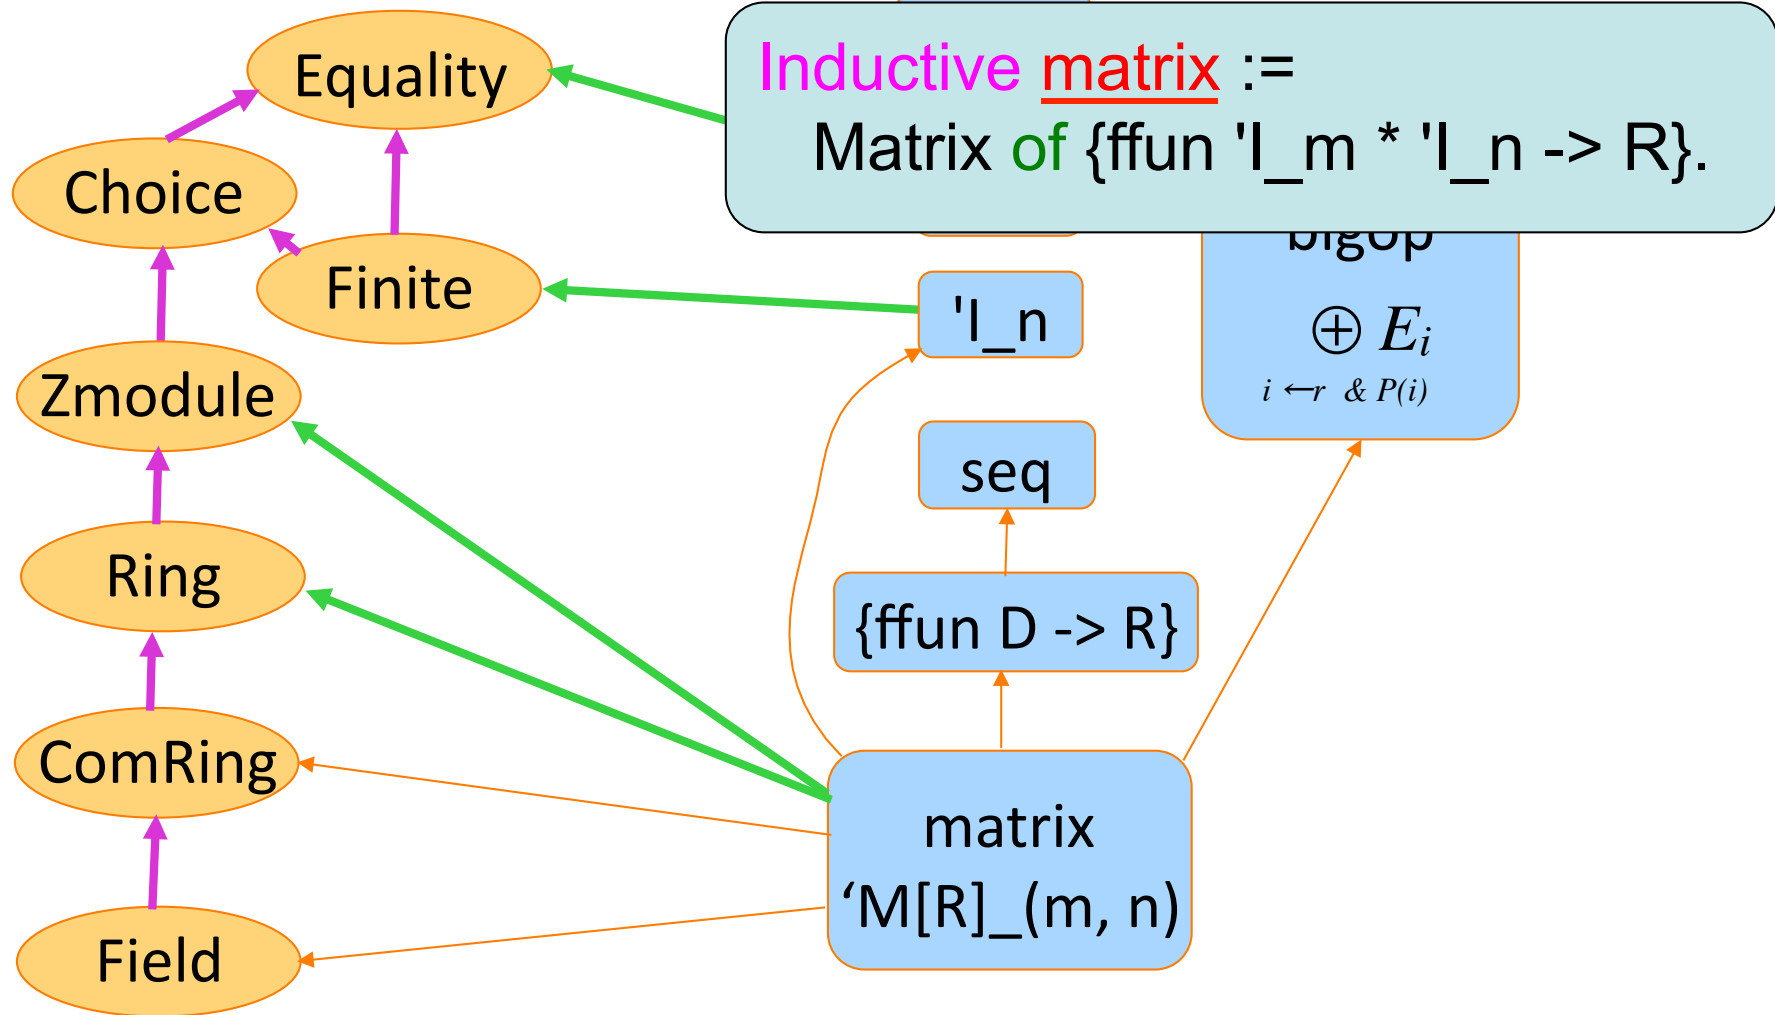 Inductive matrix :=
Matrix of {ffun 'I_m * 'I_n -> R}.
Equality
Choice
Finite
Zmodule
Ring
ComRing
Field
'I_n
seq
{ffun D -> R}
matrix
‘M[R]_(m, n)
bigop
⊕ Eᵢ
i ←r & P(i)